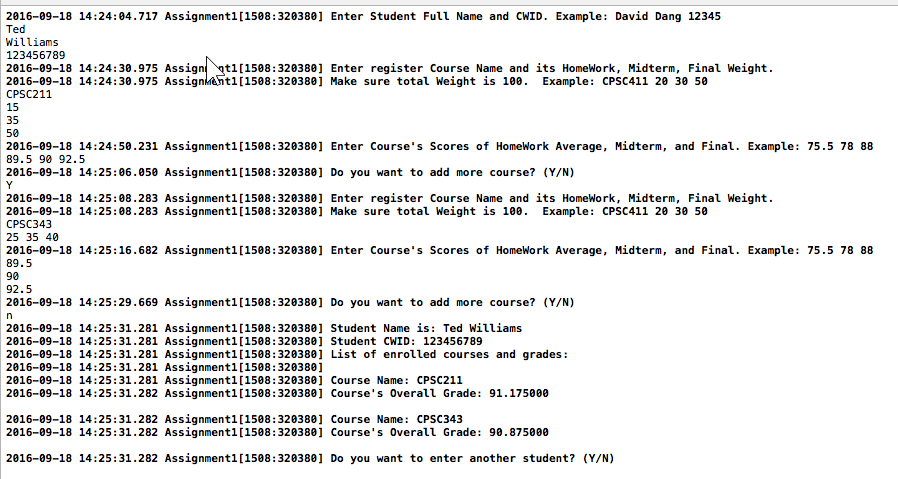 2016-09-18 14:24:04.717 Assignment1[1508:320380] Enter Student Full Name and CWID. Example: David Dang 12345
Ted
Williams
123456789
2016-09-18 14:24:30.975 Assignment1[1508:320380] Enter register Course Name and its HomeWork, Midterm, Final Weight.
2016-09-18 14:24:30.975 Assignment1[1508:320380] Make sure total Weight is 100.  Example: CPSC411 20 30 50
CPSC211
15
35
50
2016-09-18 14:24:50.231 Assignment1[1508:320380] Enter Course's Scores of HomeWork Average, Midterm, and Final. Example: 75.5 78 88
89.5 90 92.5
2016-09-18 14:25:06.050 Assignment1[1508:320380] Do you want to add more course? (Y/N)
Y
2016-09-18 14:25:08.283 Assignment1[1508:320380] Enter register Course Name and its HomeWork, Midterm, Final Weight.
2016-09-18 14:25:08.283 Assignment1[1508:320380] Make sure total Weight is 100.  Example: CPSC411 20 30 50
CPSC343
25 35 40
2016-09-18 14:25:16.682 Assignment1[1508:320380] Enter Course's Scores of HomeWork Average, Midterm, and Final. Example: 75.5 78 88
89.5
90
92.5
2016-09-18 14:25:29.669 Assignment1[1508:320380] Do you want to add more course? (Y/N)
n
2016-09-18 14:25:31.281 Assignment1[1508:320380] Student Name is: Ted Williams
2016-09-18 14:25:31.281 Assignment1[1508:320380] Student CWID: 123456789
2016-09-18 14:25:31.281 Assignment1[1508:320380] List of enrolled courses and grades:
2016-09-18 14:25:31.281 Assignment1[1508:320380]
2016-09-18 14:25:31.281 Assignment1[1508:320380] Course Name: CPSC211
2016-09-18 14:25:31.282 Assignment1[1508:320380] Course's Overall Grade: 91.175000
2016-09-18 14:25:31.282 Assignment1[1508:320380] Course Name: CPSC343
2016-09-18 14:25:31.282 Assignment1[1508:320380] Course's Overall Grade: 90.875000
2016-09-18 14:25:31.282 Assignment1[1508:320380] Do you want to enter another student? (Y/N)